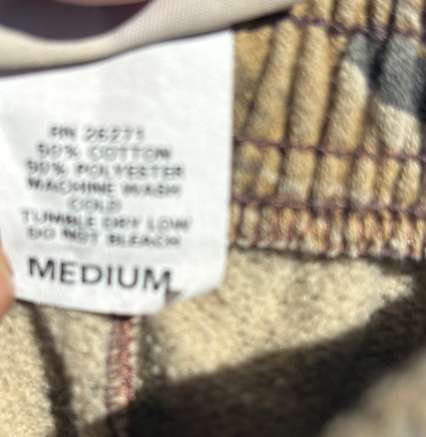 RN 26271
50% COTTON
50% POLYESTER
MACHINE WASH
COLD
TUMBLE DRY LOW
DO NOT BLEACH
MEDIUM